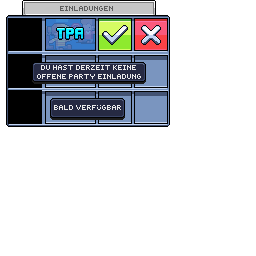 EINLADUNGEN
TPA
DU HAST DERZEIT KEINE
OFFENE PARTY EINLADUNG
BALD VERFÜGBAR